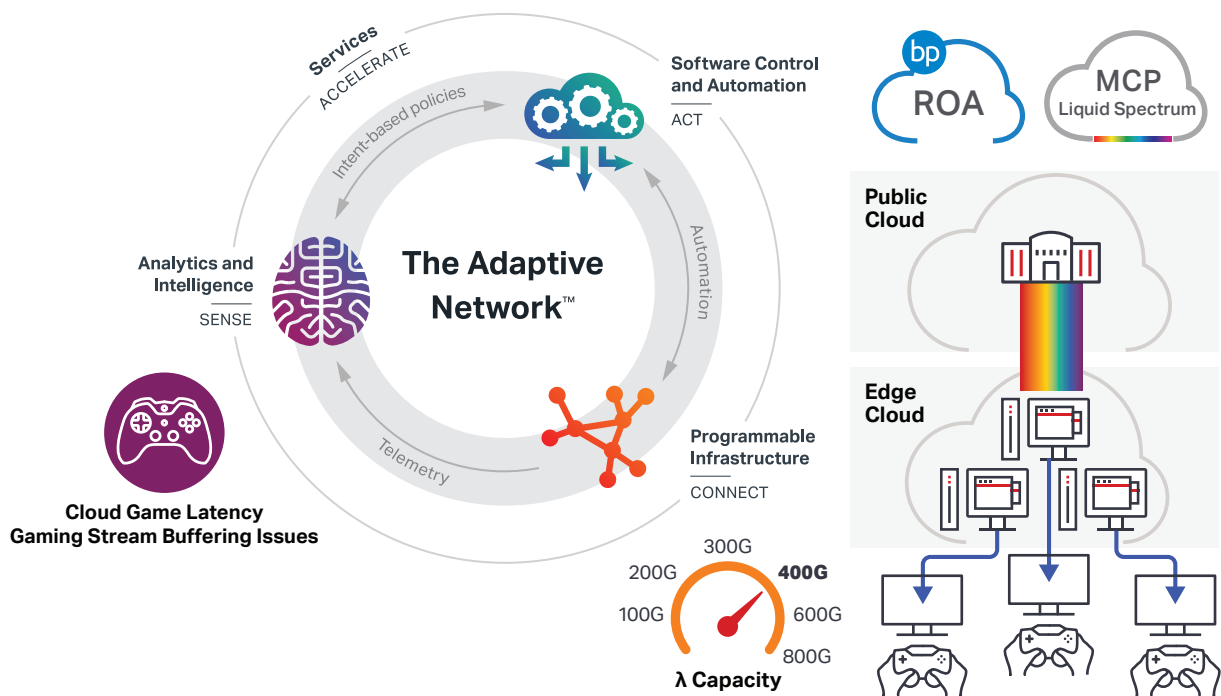 Services
ACCELERATE
Intent-based policies
Software Control
and Automation
ACT
Analytics and
Intelligence
SENSE
The Adaptive
Network™
Automation
Telemetry
Programmable
Infrastructure
CONNECT
Cloud Game Latency
Gaming Stream Buffering Issues
100G
200G
300G
400G
600G
800G
λ Capacity
bp
ROA
MCP
Liquid Spectrum
Public
Cloud
Edge
Cloud